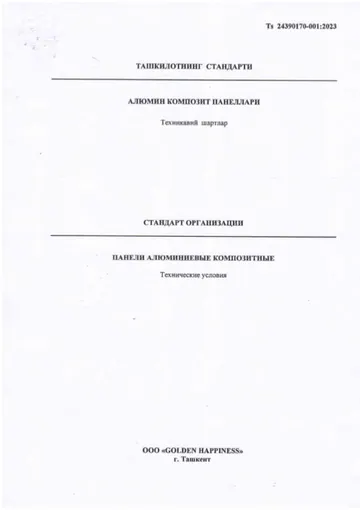 Ts 24390170-001:2023
ТАШКИЛОТНИНГ СТАНДАРТИ
АЛЮМИН КОМПОЗИТ ПАНЕЛЛАРИ
Техникавий шартлар
СТАНДАРТ ОРГАНИЗАЦИИ
ПАНЕЛИ АЛЮМИНИЕВЫЕ КОМПОЗИТНЫЕ
Технические условия
ООО «GOLDEN HAPPINESS»
г. Ташкент